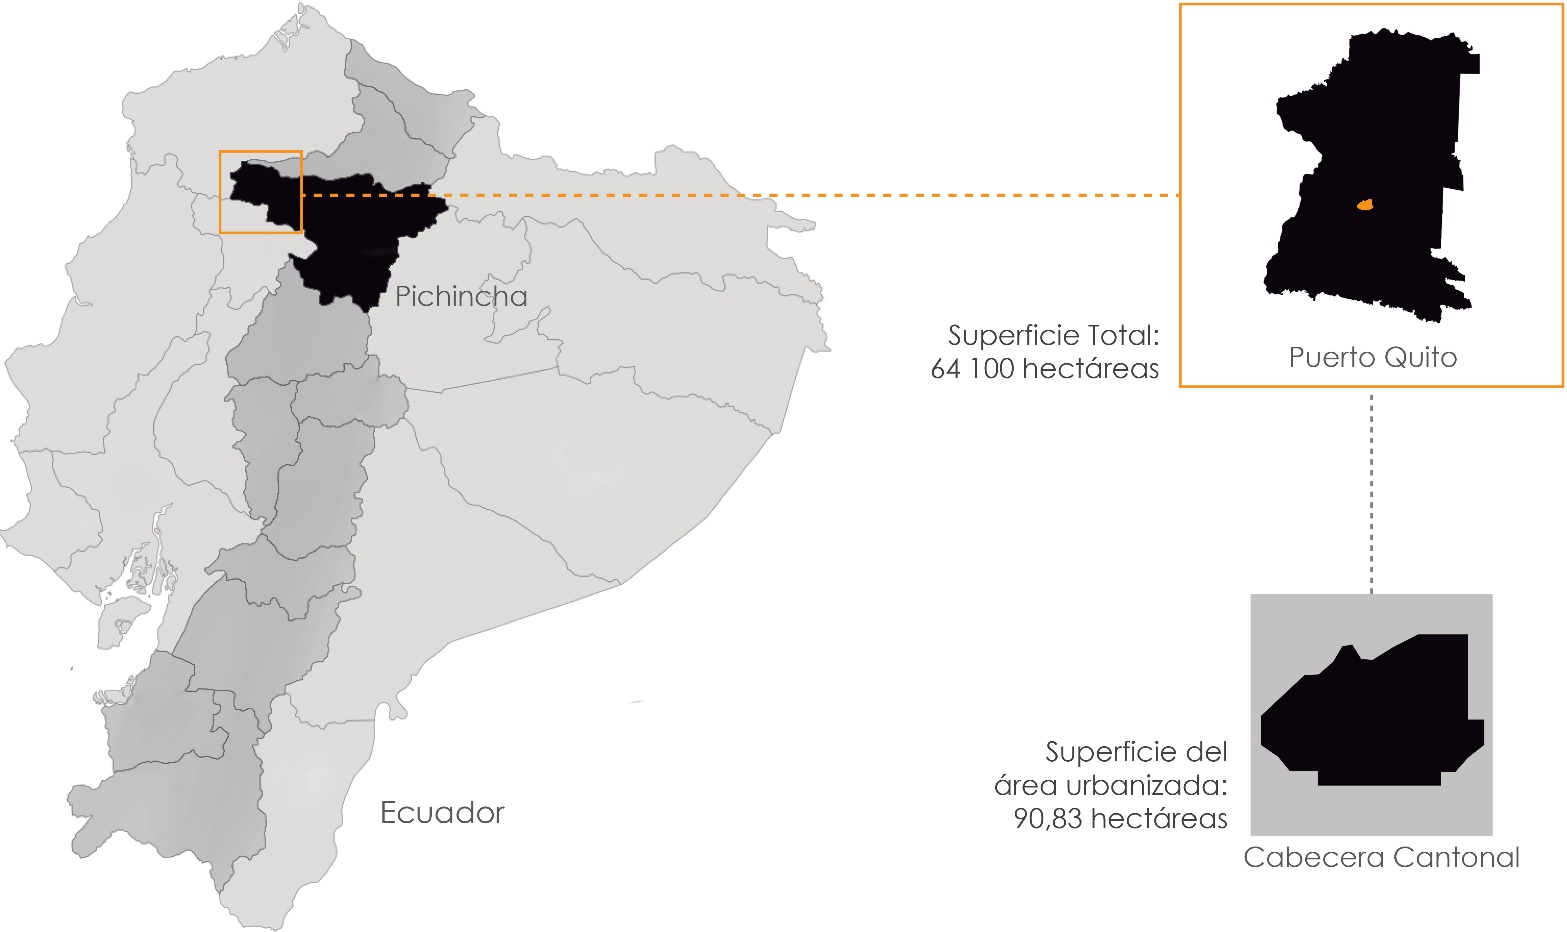 Pichincha
Superficie Total:
64 100 hectáreas
Puerto Quito
Superficie del
área urbanizada:
90,83 hectáreas
Ecuador
Cabecera Cantonal